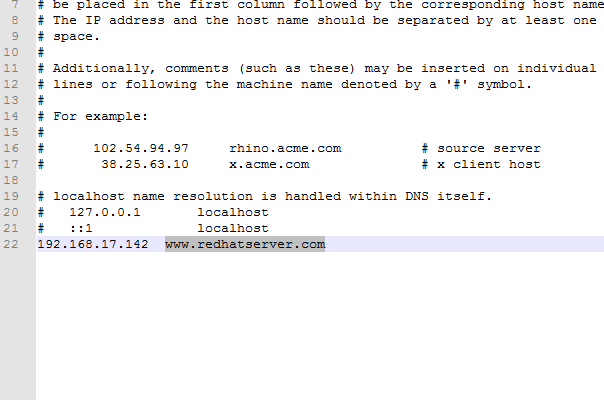 7 # be placed in the first column followed by the corresponding host name
8 # The IP address and the host name should be separated by at least one
9 # space.
10 #
11 # Additionally, comments (such as these) may be inserted on individual
12 # lines or following the machine name denoted by a '#' symbol.
13 #
14 # For example:
15 #
16 #      102.54.94.97     rhino.acme.com          # source server
17 #       38.25.63.10     x.acme.com              # x client host
18
19 # localhost name resolution is handled within DNS itself.
20 #   127.0.0.1       localhost
21 #   ::1             localhost
22 192.168.17.142  www.redhatserver.com